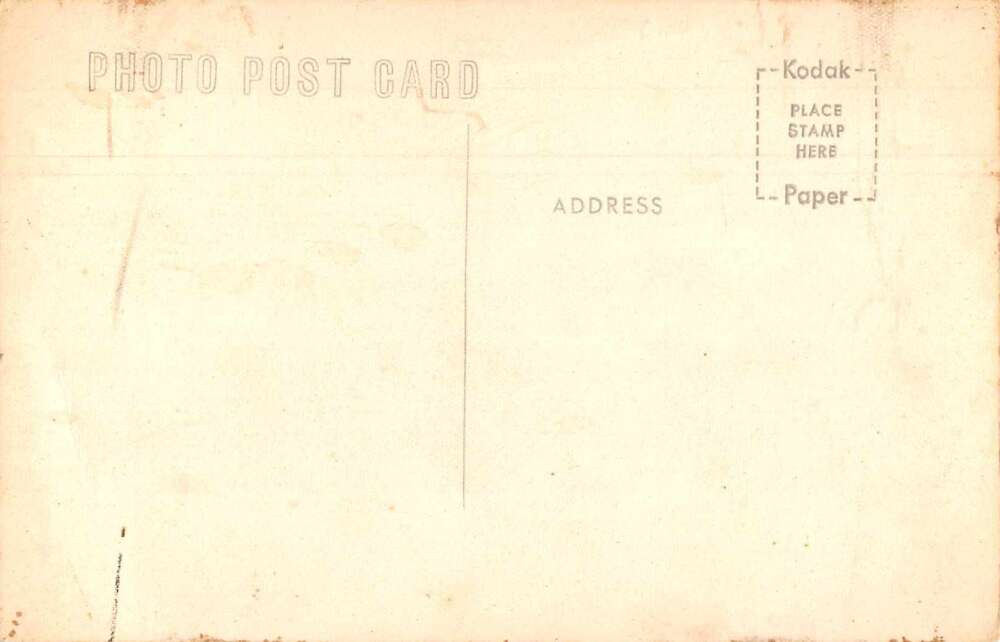 PHOTO POST CARD
Kodak
PLACE
STAMP
HERE
Paper
ADDRESS